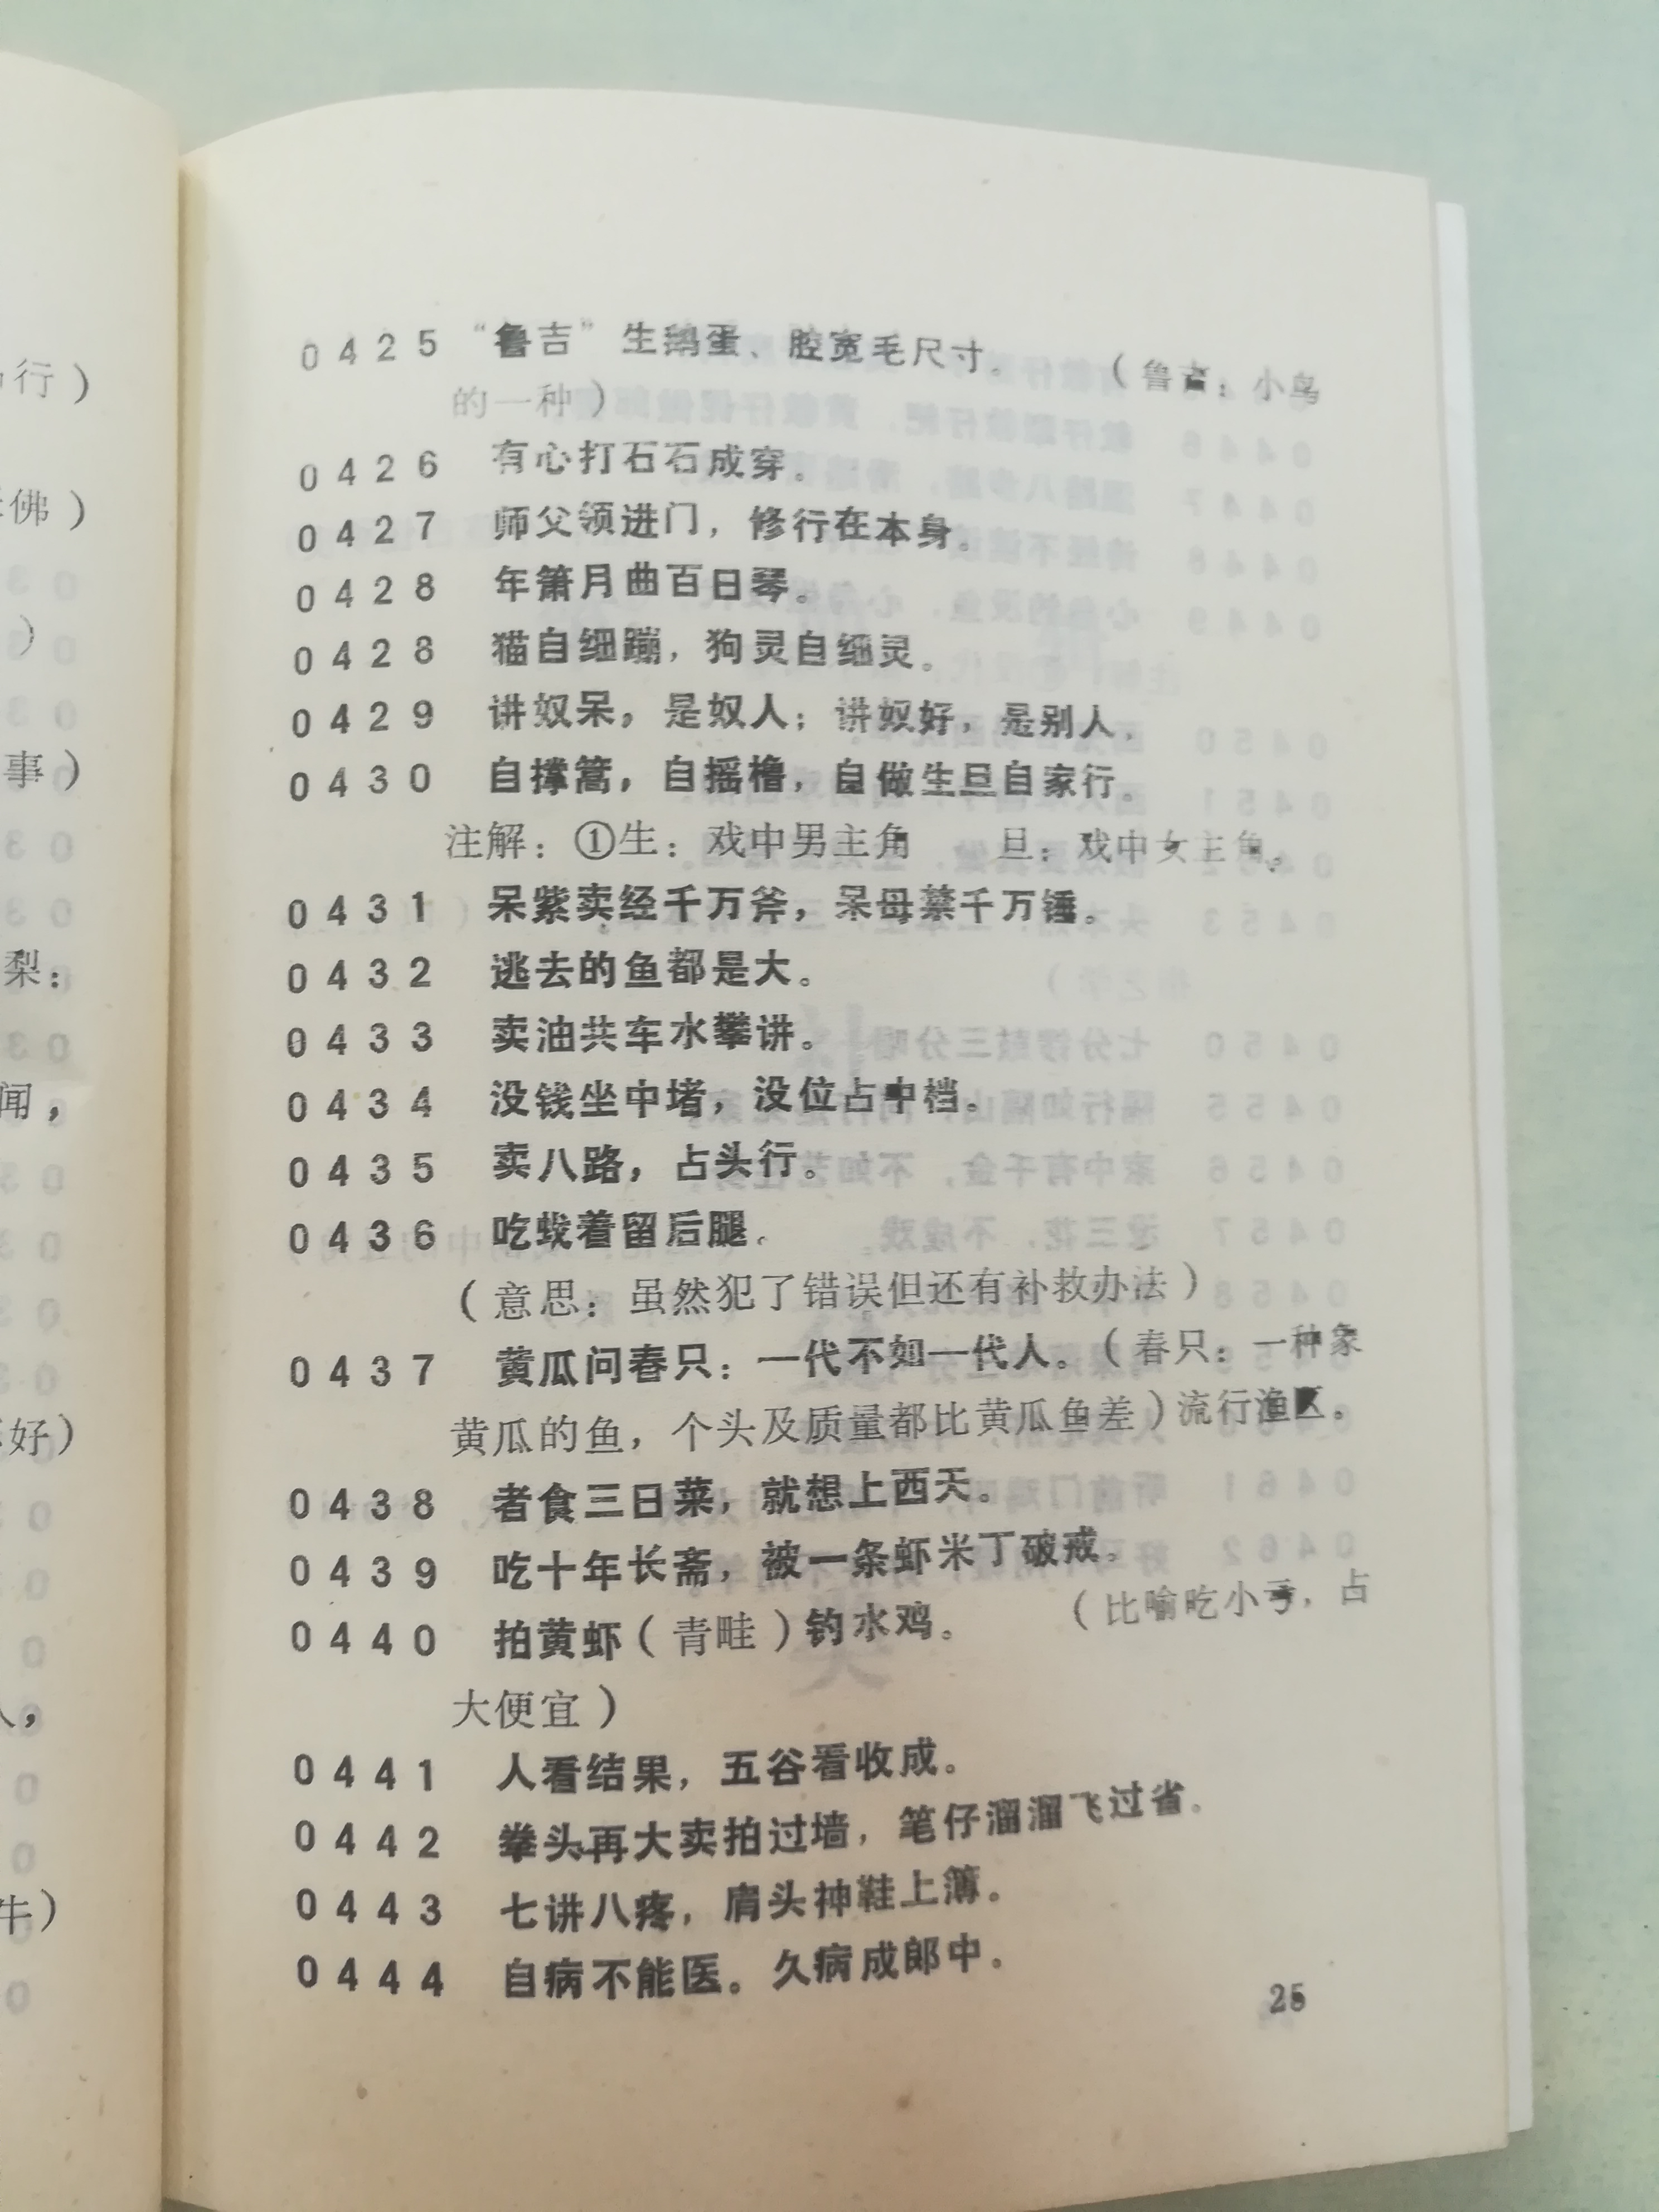 0425 “鲁吉”生鹅蛋、腔宽毛尺寸。 (鲁吉：小鸟
的一种)
0426 有心打石石成穿。
0427 师父领进门，修行在本身。
0428 年箫月曲百日琴。
0428 猫自细蹦，狗灵自细灵。
0429 讲奴呆，是奴人；讲奴好，是别人。
0430 自撑篙，自摇橹，自做生旦自家行。
注解：①生：戏中男主角 旦：戏中女主角。
0431 呆紫卖经千万斧，呆母禁千万锤。
0432 逃去的鱼都是大。
0433 卖油共车水攀讲。
0434 没钱坐中堵，没位占中档。
0435 卖八路，占头行。
0436 吃蛾着留后腿。
(意思：虽然犯了错误但还有补救办法)
0437 黄瓜问春只：一代不如一代人。(春只：一种象
黄瓜的鱼，个头及质量都比黄瓜鱼差)流行渔区。
0438 者食三日菜，就想上西天。
0439 吃十年长斋，被一条虾米丁破戒。
0440 拍黄虾(青畦)钓水鸡。 (比喻吃小亏，占
大便宜)
0441 人看结果，五谷看收成。
0442 拳头再大卖拍过墙，笔仔溜溜飞过省。
0443 七讲八疼，肩头神鞋上簿。
0444 自病不能医。久病成郎中。
25
行)
佛)
)
事)
梨：
闻，
好)
人，
牛)